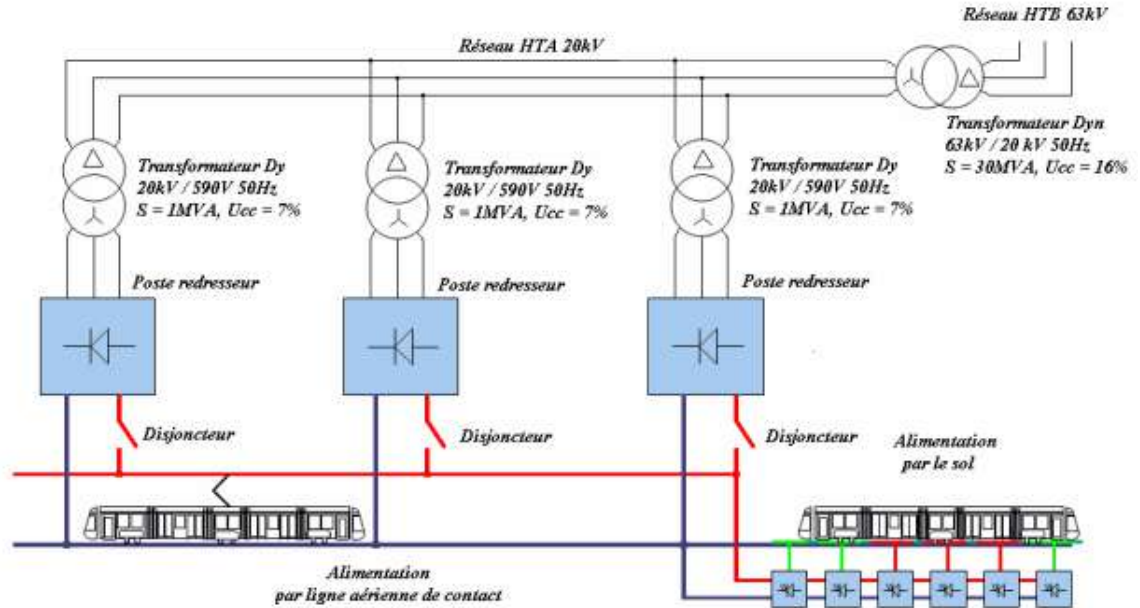 Réseau HTB 63kV
Réseau HTA 20kV
Transformateur Dyn
63kV / 20 kV 50Hz
S = 30MVA, Ucc = 16%
Transformateur Dy
20kV / 590V 50Hz
S = 1MVA, Ucc = 7%
Transformateur Dy
20kV / 590V 50Hz
S = 1MVA, Ucc = 7%
Transformateur Dy
20kV / 590V 50Hz
S = 1MVA, Ucc = 7%
Poste redresseur
Poste redresseur
Poste redresseur
Disjoncteur
Disjoncteur
Disjoncteur
Alimentation
par le sol
Alimentation
par ligne aérienne de contact